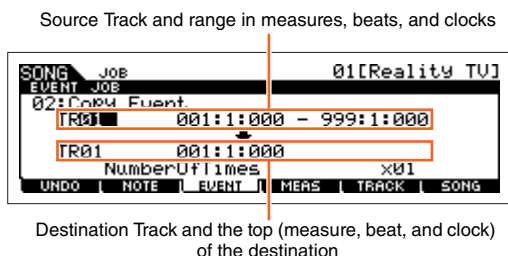 Source Track and range in measures, beats, and clocks
SONG JOB 01[Reality TV]
EVENT JOB
02:Copy Event
TR01 001:1:000 - 999:1:000
TR01 001:1:000
NumberOfTimes x01
UNDO NOTE EVENT MEAS TRACK SONG
Destination Track and the top (measure, beat, and clock)
of the destination